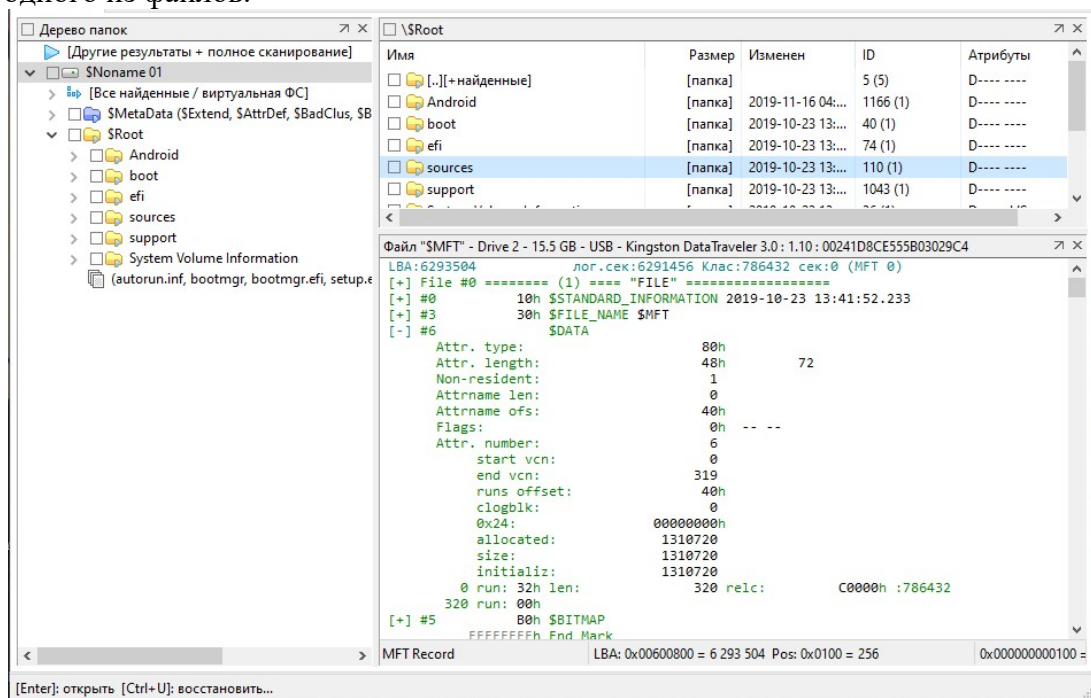 одного из файлов.
Дерево папок
[Другие результаты + полное сканирование]
$Noname 01
[Все найденные / виртуальная ФС]
$MetaData ($Extend, $AttrDef, $BadClus, $B
$Root
Android
boot
efi
sources
support
System Volume Information
(autorun.inf, bootmgr, bootmgr.efi, setup.e
\$Root
Имя Размер Изменен ID Атрибуты
[..][+найденные] [папка] 5 (5) D---- ----
Android [папка] 2019-11-16 04:... 1166 (1) D---- ----
boot [папка] 2019-10-23 13:... 40 (1) D---- ----
efi [папка] 2019-10-23 13:... 74 (1) D---- ----
sources [папка] 2019-10-23 13:... 110 (1) D---- ----
support [папка] 2019-10-23 13:... 1043 (1) D---- ----
Файл "$MFT" - Drive 2 - 15.5 GB - USB - Kingston DataTraveler 3.0 : 1.10 : 00241D8CE555B03029C4
LBA:6293504 лог.сек:6291456 Клас:786432 сек:0 (MFT 0)
[+] File #0 ======== (1) ==== "FILE" ==================
[+] #0 10h $STANDARD_INFORMATION 2019-10-23 13:41:52.233
[+] #3 30h $FILE_NAME $MFT
[-] #6 $DATA
Attr. type: 80h
Attr. length: 48h 72
Non-resident: 1
Attrname len: 0
Attrname ofs: 40h
Flags: 0h -- --
Attr. number: 6
start vcn: 0
end vcn: 319
runs offset: 40h
clogblk: 0
0x24: 00000000h
allocated: 1310720
size: 1310720
initializ: 1310720
0 run: 32h len: 320 relc: C0000h :786432
320 run: 00h
[+] #5 B0h $BITMAP
FFFFFFFFh End Mark
MFT Record LBA: 0x00600800 = 6 293 504 Pos: 0x0100 = 256 0x000000000100 =
[Enter]: открыть [Ctrl+U]: восстановить...